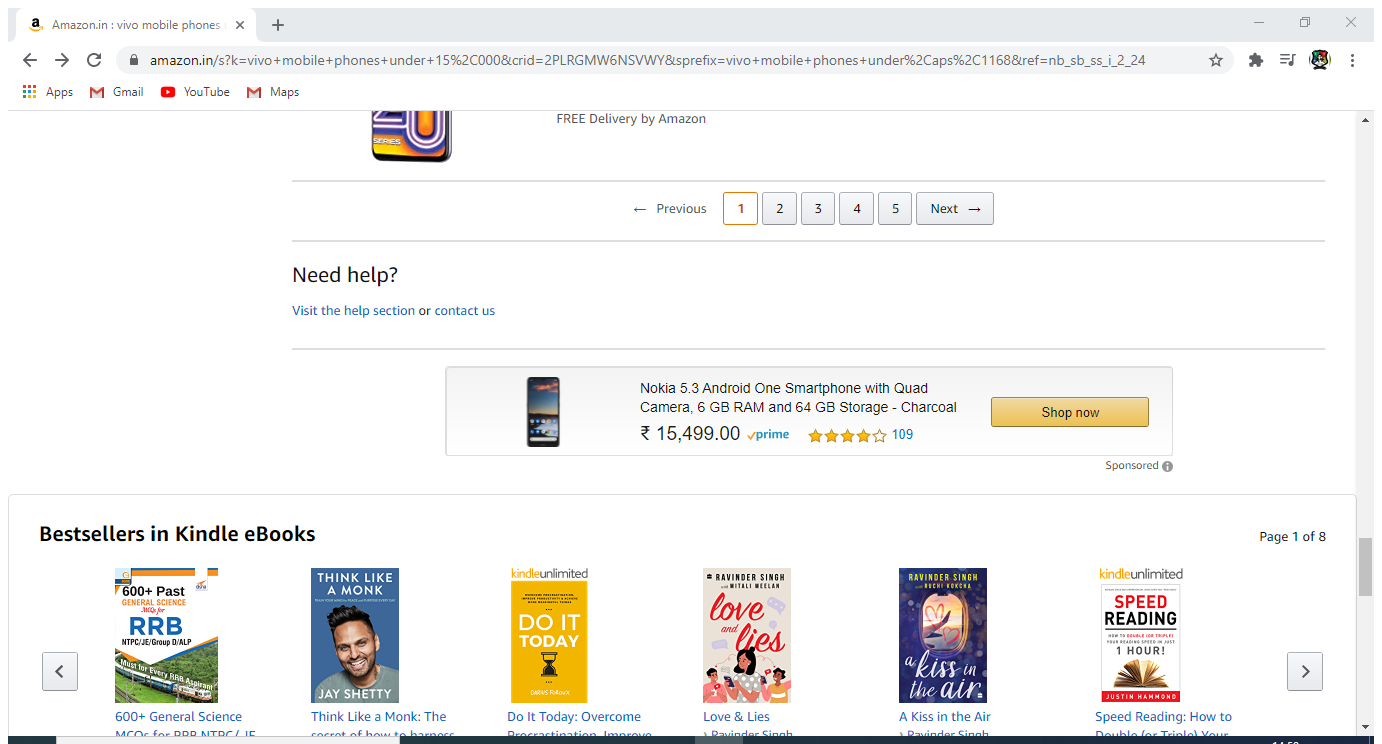 Amazon.in : vivo mobile phones
amazon.in/s?k=vivo+mobile+phones+under+15%2C000&crid=2PLRGMW6NSVWY&sprefix=vivo+mobile+phones+under%2Caps%2C1168&ref=nb_sb_ss_i_2_24
Apps Gmail YouTube Maps
20
SERIES
FREE Delivery by Amazon
← Previous 1 2 3 4 5 Next →
Need help?
Visit the help section or contact us
Nokia 5.3 Android One Smartphone with Quad
Camera, 6 GB RAM and 64 GB Storage - Charcoal
₹ 15,499.00 prime 109
Shop now
Sponsored
Bestsellers in Kindle eBooks
Page 1 of 8
600+ Past
GENERAL SCIENCE
MCQs for
RRB
NTPC/JE/Group D/ALP
Must for Every RRB Aspirant
THINK LIKE
A MONK
JAY SHETTY
kindleunlimited
DO IT
TODAY
DARIUS FOROUX
RAVINDER SINGH
with MITALI MEELAN
love
and
lies
RAVINDER SINGH
with RUCHI KOKCHA
a kiss in
the air
kindleunlimited
SPEED
READING
HOW TO DOUBLE (OR TRIPLE)
YOUR READING SPEED IN JUST
1 HOUR!
JUSTIN HAMMOND
600+ General Science
MCQs for RRB NTPC/ JE
Think Like a Monk: The
secret of how to harness
Do It Today: Overcome
Procrastination, Improve
Love & Lies
› Ravinder Singh
A Kiss in the Air
› Ravinder Singh
Speed Reading: How to
Double (or Triple) Your